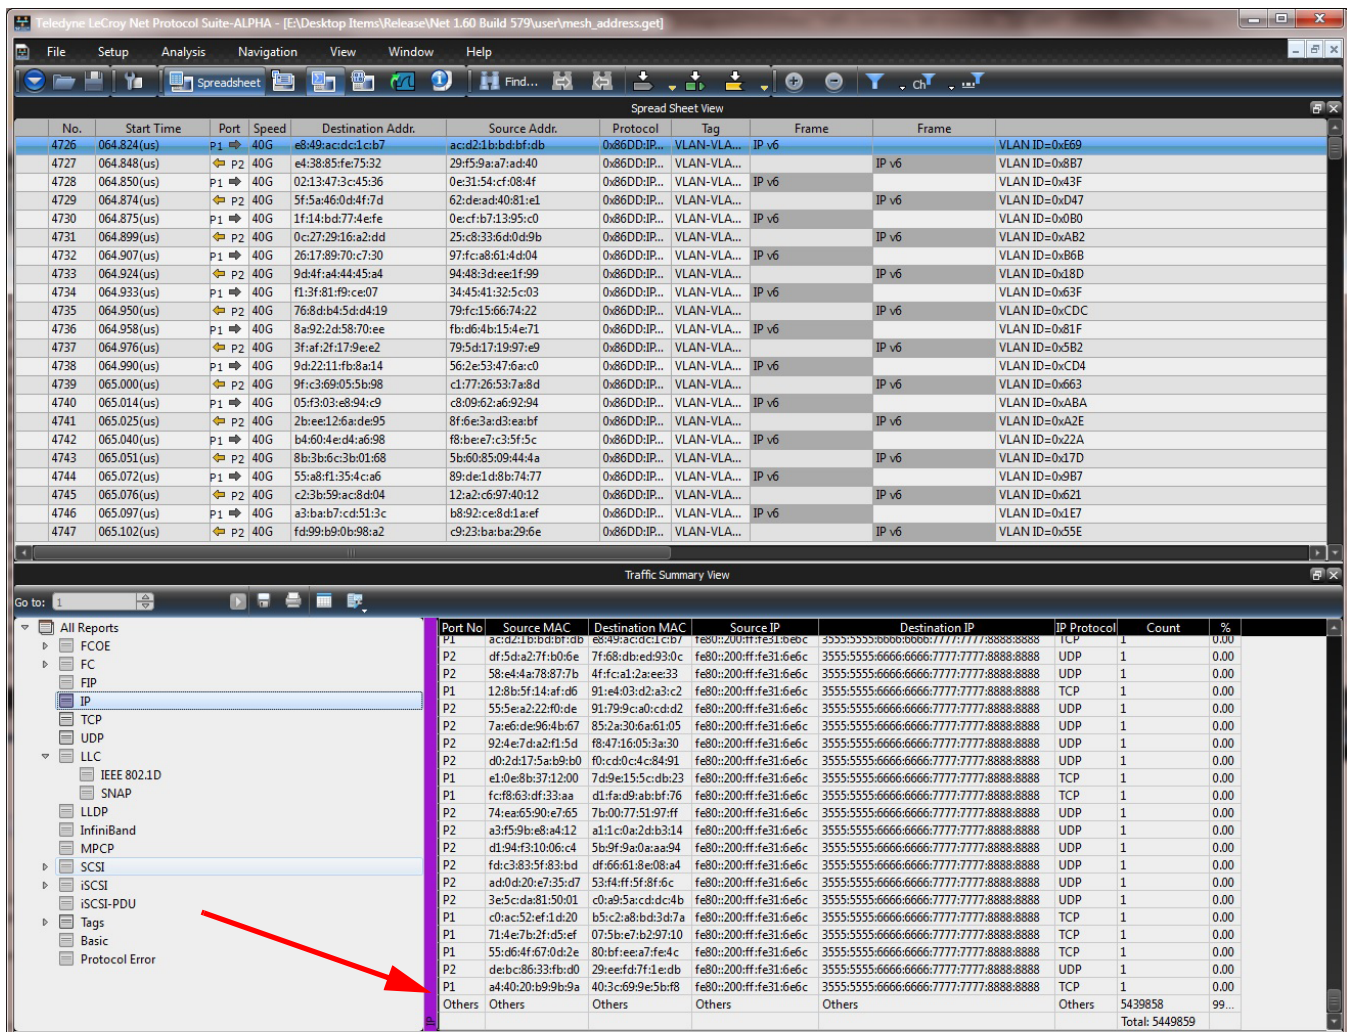 Teledyne LeCroy Net Protocol Suite-ALPHA - [E:\Desktop Items\Release\Net 1.60 Build 579\user\mesh_address.get]
File Setup Analysis Navigation View Window Help
Spreadsheet Find...
Spread Sheet View
No. Start Time Port Speed Destination Addr. Source Addr. Protocol Tag Frame Frame
4726 064.824(us) P1 40G e8:49:ac:dc:1c:b7 ac:d2:1b:bd:bf:db 0x86DD:IP... VLAN-VLA... IP v6 VLAN ID=0xE69
4727 064.848(us) P2 40G e4:38:85:fe:75:32 29:f5:9a:a7:ad:40 0x86DD:IP... VLAN-VLA... IP v6 VLAN ID=0x8B7
4728 064.850(us) P1 40G 02:13:47:3c:45:36 0e:31:54:cf:08:4f 0x86DD:IP... VLAN-VLA... IP v6 VLAN ID=0x43F
4729 064.874(us) P2 40G 5f:5a:46:0d:4f:7d 62:de:ad:40:81:e1 0x86DD:IP... VLAN-VLA... IP v6 VLAN ID=0xD47
4730 064.875(us) P1 40G 1f:14:bd:77:4e:fe 0e:cf:b7:13:95:c0 0x86DD:IP... VLAN-VLA... IP v6 VLAN ID=0x0B0
4731 064.899(us) P2 40G 0c:27:29:16:a2:dd 25:c8:33:6d:0d:9b 0x86DD:IP... VLAN-VLA... IP v6 VLAN ID=0xAB2
4732 064.907(us) P1 40G 26:17:89:70:c7:30 97:fc:a8:61:4d:04 0x86DD:IP... VLAN-VLA... IP v6 VLAN ID=0xB6B
4733 064.924(us) P2 40G 9d:4f:a4:44:45:a4 94:48:3d:ee:1f:99 0x86DD:IP... VLAN-VLA... IP v6 VLAN ID=0x18D
4734 064.933(us) P1 40G f1:3f:81:f9:ce:07 34:45:41:32:5c:03 0x86DD:IP... VLAN-VLA... IP v6 VLAN ID=0x63F
4735 064.950(us) P2 40G 76:8d:b4:5d:d4:19 79:fc:15:66:74:22 0x86DD:IP... VLAN-VLA... IP v6 VLAN ID=0xCDC
4736 064.958(us) P1 40G 8a:92:2d:58:70:ee fb:d6:4b:15:4e:71 0x86DD:IP... VLAN-VLA... IP v6 VLAN ID=0x81F
4737 064.976(us) P2 40G 3f:af:2f:17:9e:e2 79:5d:17:19:97:e9 0x86DD:IP... VLAN-VLA... IP v6 VLAN ID=0x5B2
4738 064.990(us) P1 40G 9d:22:11:fb:8a:14 56:2e:53:47:6a:c0 0x86DD:IP... VLAN-VLA... IP v6 VLAN ID=0xCD4
4739 065.000(us) P2 40G 9f:c3:69:05:5b:98 c1:77:26:53:7a:8d 0x86DD:IP... VLAN-VLA... IP v6 VLAN ID=0x663
4740 065.014(us) P1 40G 05:f3:03:e8:94:c9 c8:09:62:a6:92:94 0x86DD:IP... VLAN-VLA... IP v6 VLAN ID=0xABA
4741 065.025(us) P2 40G 2b:ee:12:6a:de:95 8f:6e:3a:d3:ea:bf 0x86DD:IP... VLAN-VLA... IP v6 VLAN ID=0xA2E
4742 065.040(us) P1 40G b4:60:4e:d4:a6:98 f8:be:e7:c3:5f:5c 0x86DD:IP... VLAN-VLA... IP v6 VLAN ID=0x22A
4743 065.051(us) P2 40G 8b:3b:6c:3b:01:68 5b:60:85:09:44:4a 0x86DD:IP... VLAN-VLA... IP v6 VLAN ID=0x17D
4744 065.072(us) P1 40G 55:a8:f1:35:4c:a6 89:de:1d:8b:74:77 0x86DD:IP... VLAN-VLA... IP v6 VLAN ID=0x9B7
4745 065.076(us) P2 40G c2:3b:59:ac:8d:04 12:a2:c6:97:40:12 0x86DD:IP... VLAN-VLA... IP v6 VLAN ID=0x621
4746 065.097(us) P1 40G a3:ba:b7:cd:51:3c b8:92:ce:8d:1a:ef 0x86DD:IP... VLAN-VLA... IP v6 VLAN ID=0x1E7
4747 065.102(us) P2 40G fd:99:b9:0b:98:a2 c9:23:ba:ba:29:6e 0x86DD:IP... VLAN-VLA... IP v6 VLAN ID=0x55E
Traffic Summary View
Go to: 1
All Reports
FCOE
FC
FIP
IP
TCP
UDP
LLC
IEEE 802.1D
SNAP
LLDP
InfiniBand
MPCP
SCSI
iSCSI
iSCSI-PDU
Tags
Basic
Protocol Error
IP
Port No Source MAC Destination MAC Source IP Destination IP IP Protocol Count %
P1 ac:d2:1b:bd:bf:db e8:49:ac:dc:1c:b7 fe80::200:ff:fe31:6e6c 3555:5555:6666:6666:7777:7777:8888:8888 TCP 1 0.00
P2 df:5d:a2:7f:b0:6e 7f:68:db:ed:93:0c fe80::200:ff:fe31:6e6c 3555:5555:6666:6666:7777:7777:8888:8888 UDP 1 0.00
P2 58:e4:4a:78:87:7b 4f:fc:a1:2a:ee:33 fe80::200:ff:fe31:6e6c 3555:5555:6666:6666:7777:7777:8888:8888 UDP 1 0.00
P1 12:8b:5f:14:af:d6 91:e4:03:d2:a3:c2 fe80::200:ff:fe31:6e6c 3555:5555:6666:6666:7777:7777:8888:8888 TCP 1 0.00
P2 55:5e:a2:22:f0:de 91:79:9c:a0:cd:d2 fe80::200:ff:fe31:6e6c 3555:5555:6666:6666:7777:7777:8888:8888 UDP 1 0.00
P2 7a:e6:de:96:4b:67 85:2a:30:6a:61:05 fe80::200:ff:fe31:6e6c 3555:5555:6666:6666:7777:7777:8888:8888 UDP 1 0.00
P2 92:4e:7d:a2:f1:5d f8:47:16:05:3a:30 fe80::200:ff:fe31:6e6c 3555:5555:6666:6666:7777:7777:8888:8888 UDP 1 0.00
P2 d0:2d:17:5a:b9:b0 f0:cd:0c:4c:84:91 fe80::200:ff:fe31:6e6c 3555:5555:6666:6666:7777:7777:8888:8888 UDP 1 0.00
P1 e1:0e:8b:37:12:00 7d:9e:15:5c:db:23 fe80::200:ff:fe31:6e6c 3555:5555:6666:6666:7777:7777:8888:8888 TCP 1 0.00
P1 fc:f8:63:df:33:aa d1:fa:d9:ab:bf:76 fe80::200:ff:fe31:6e6c 3555:5555:6666:6666:7777:7777:8888:8888 TCP 1 0.00
P2 74:ea:65:90:e7:65 7b:00:77:51:97:ff fe80::200:ff:fe31:6e6c 3555:5555:6666:6666:7777:7777:8888:8888 UDP 1 0.00
P2 a3:f5:9b:e8:a4:12 a1:1c:0a:2d:b3:14 fe80::200:ff:fe31:6e6c 3555:5555:6666:6666:7777:7777:8888:8888 UDP 1 0.00
P2 d1:94:f3:10:06:c4 5b:9f:9a:0a:aa:94 fe80::200:ff:fe31:6e6c 3555:5555:6666:6666:7777:7777:8888:8888 UDP 1 0.00
P2 fd:c3:83:5f:83:bd df:66:61:8e:08:a4 fe80::200:ff:fe31:6e6c 3555:5555:6666:6666:7777:7777:8888:8888 UDP 1 0.00
P2 ad:0d:20:e7:35:d7 53:f4:ff:5f:8f:6c fe80::200:ff:fe31:6e6c 3555:5555:6666:6666:7777:7777:8888:8888 UDP 1 0.00
P2 3e:5c:da:81:50:01 c0:a9:5a:cd:dc:4b fe80::200:ff:fe31:6e6c 3555:5555:6666:6666:7777:7777:8888:8888 UDP 1 0.00
P1 c0:ac:52:ef:1d:20 b5:c2:a8:bd:3d:7a fe80::200:ff:fe31:6e6c 3555:5555:6666:6666:7777:7777:8888:8888 TCP 1 0.00
P1 71:4e:7b:2f:d5:ef 07:5b:e7:b2:97:10 fe80::200:ff:fe31:6e6c 3555:5555:6666:6666:7777:7777:8888:8888 TCP 1 0.00
P1 55:d6:4f:67:0d:2e 80:bf:ee:a7:fe:4c fe80::200:ff:fe31:6e6c 3555:5555:6666:6666:7777:7777:8888:8888 TCP 1 0.00
P2 de:bc:86:33:fb:d0 29:ee:fd:7f:1e:db fe80::200:ff:fe31:6e6c 3555:5555:6666:6666:7777:7777:8888:8888 UDP 1 0.00
P1 a4:40:20:b9:9b:9a 40:3c:69:9e:5b:f8 fe80::200:ff:fe31:6e6c 3555:5555:6666:6666:7777:7777:8888:8888 TCP 1 0.00
Others Others Others Others Others Others 5439858 99...
Total: 5449859